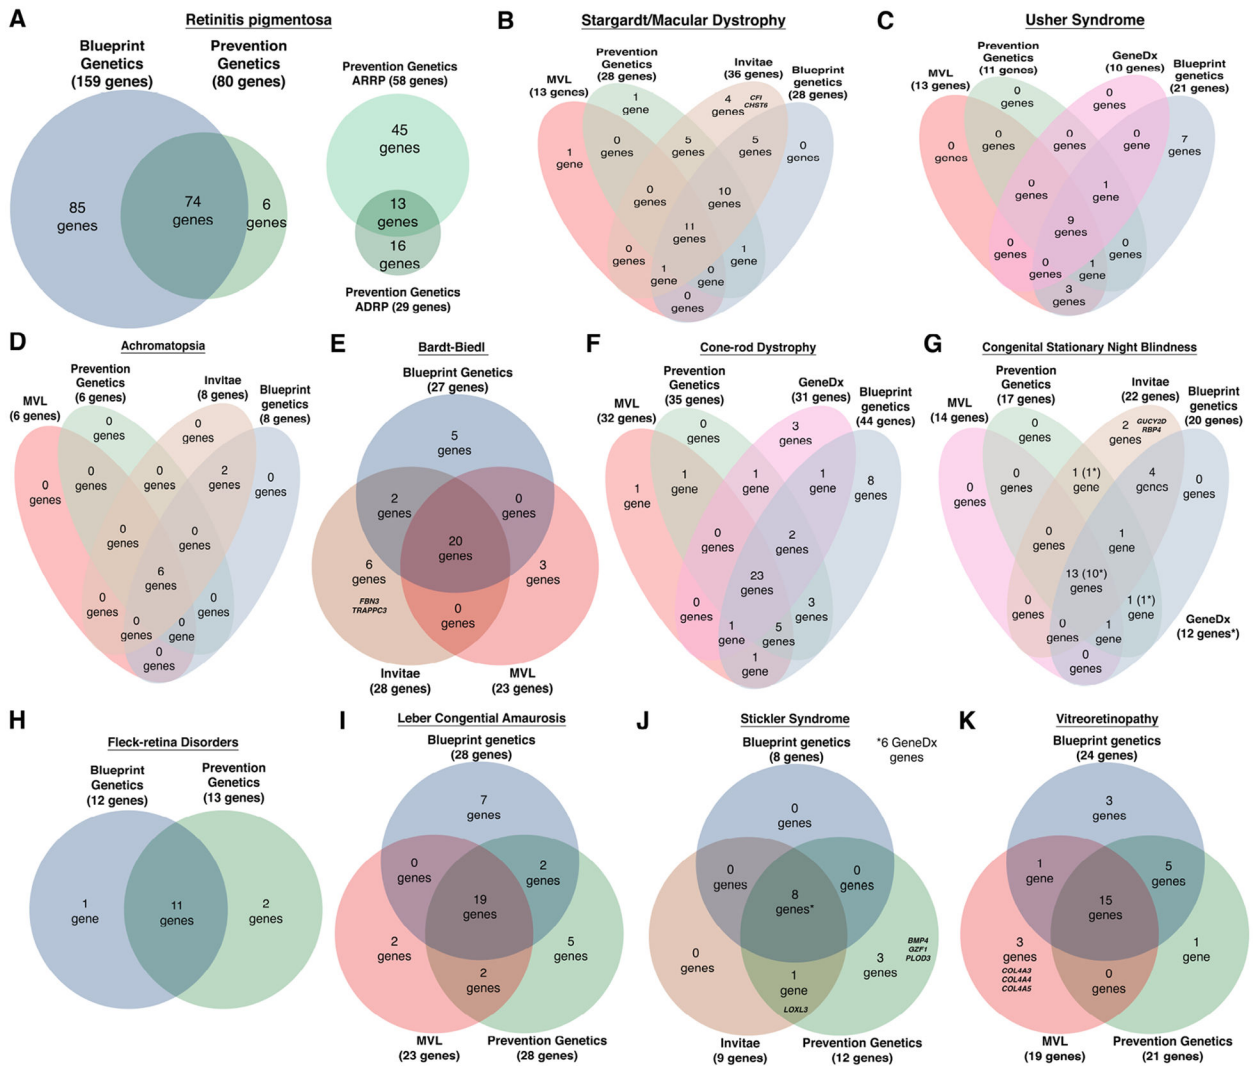 A
Retinitis pigmentosa
Blueprint
Genetics
(159 genes)
Prevention
Genetics
(80 genes)
85
genes
74
genes
6
genes
Prevention Genetics
ARRP (58 genes)
45
genes
13
genes
16
genes
Prevention Genetics
ADRP (29 genes)
B
Stargardt/Macular Dystrophy
MVL
(13 genes)
Prevention
Genetics
(28 genes)
Invitae
(36 genes)
Blueprint
genetics
(28 genes)
1
gene
4
genes
CFI
CHST6
1
gene
0
genes
5
genes
5
genes
0
genes
0
genes
10
genes
11
genes
0
genes
1
gene
1
gene
0
genes
0
genes
C
Usher Syndrome
MVL
(13 genes)
Prevention
Genetics
(11 genes)
GeneDx
(10 genes)
Blueprint
genetics
(21 genes)
0
genes
0
genes
0
genes
0
genes
0
genes
0
gene
7
genes
0
genes
1
gene
9
genes
0
genes
0
genes
0
genes
1
gene
3
genes
D
Achromatopsia
MVL
(6 genes)
Prevention
Genetics
(6 genes)
Invitae
(8 genes)
Blueprint
genetics
(8 genes)
0
genes
0
genes
0
genes
0
genes
0
genes
2
genes
0
genes
0
genes
0
genes
6
genes
0
genes
0
genes
0
genes
0
gene
0
genes
E
Bardt-Biedl
Blueprint Genetics
(27 genes)
5
genes
2
genes
0
genes
20
genes
6
genes
FBN3
TRAPPC3
3
genes
0
genes
Invitae
(28 genes)
MVL
(23 genes)
F
Cone-rod Dystrophy
MVL
(32 genes)
Prevention
Genetics
(35 genes)
GeneDx
(31 genes)
Blueprint
genetics
(44 genes)
0
genes
3
genes
1
gene
1
gene
1
gene
1
gene
8
genes
0
genes
2
genes
23
genes
0
genes
3
genes
1
gene
5
genes
1
gene
G
Congenital Stationary Night Blindness
MVL
(14 genes)
Prevention
Genetics
(17 genes)
Invitae
(22 genes)
Blueprint
genetics
(20 genes)
0
genes
2
genes
GUCY2D
RBP4
0
genes
0
genes
1 (1*)
gene
4
genes
0
genes
0
genes
1
gene
13 (10*)
genes
0
genes
1 (1*)
gene
0
genes
1
gene
0
genes
GeneDx
(12 genes*)
H
Fleck-retina Disorders
Blueprint
Genetics
(12 genes)
Prevention
Genetics
(13 genes)
1
gene
11
genes
2
genes
I
Leber Congential Amaurosis
Blueprint genetics
(28 genes)
7
genes
0
genes
2
genes
19
genes
2
genes
5
genes
2
genes
MVL
(23 genes)
Prevention Genetics
(28 genes)
J
Stickler Syndrome
Blueprint genetics
(8 genes)
*6 GeneDx
genes
0
genes
0
genes
0
genes
8
genes*
0
genes
3
genes
BMP4
GZF1
PLOD3
1
gene
LOXL3
Invitae
(9 genes)
Prevention Genetics
(12 genes)
K
Vitreoretinopathy
Blueprint genetics
(24 genes)
3
genes
1
gene
5
genes
15
genes
3
genes
COL4A3
COL4A4
COL4A5
1
gene
0
genes
MVL
(19 genes)
Prevention Genetics
(21 genes)